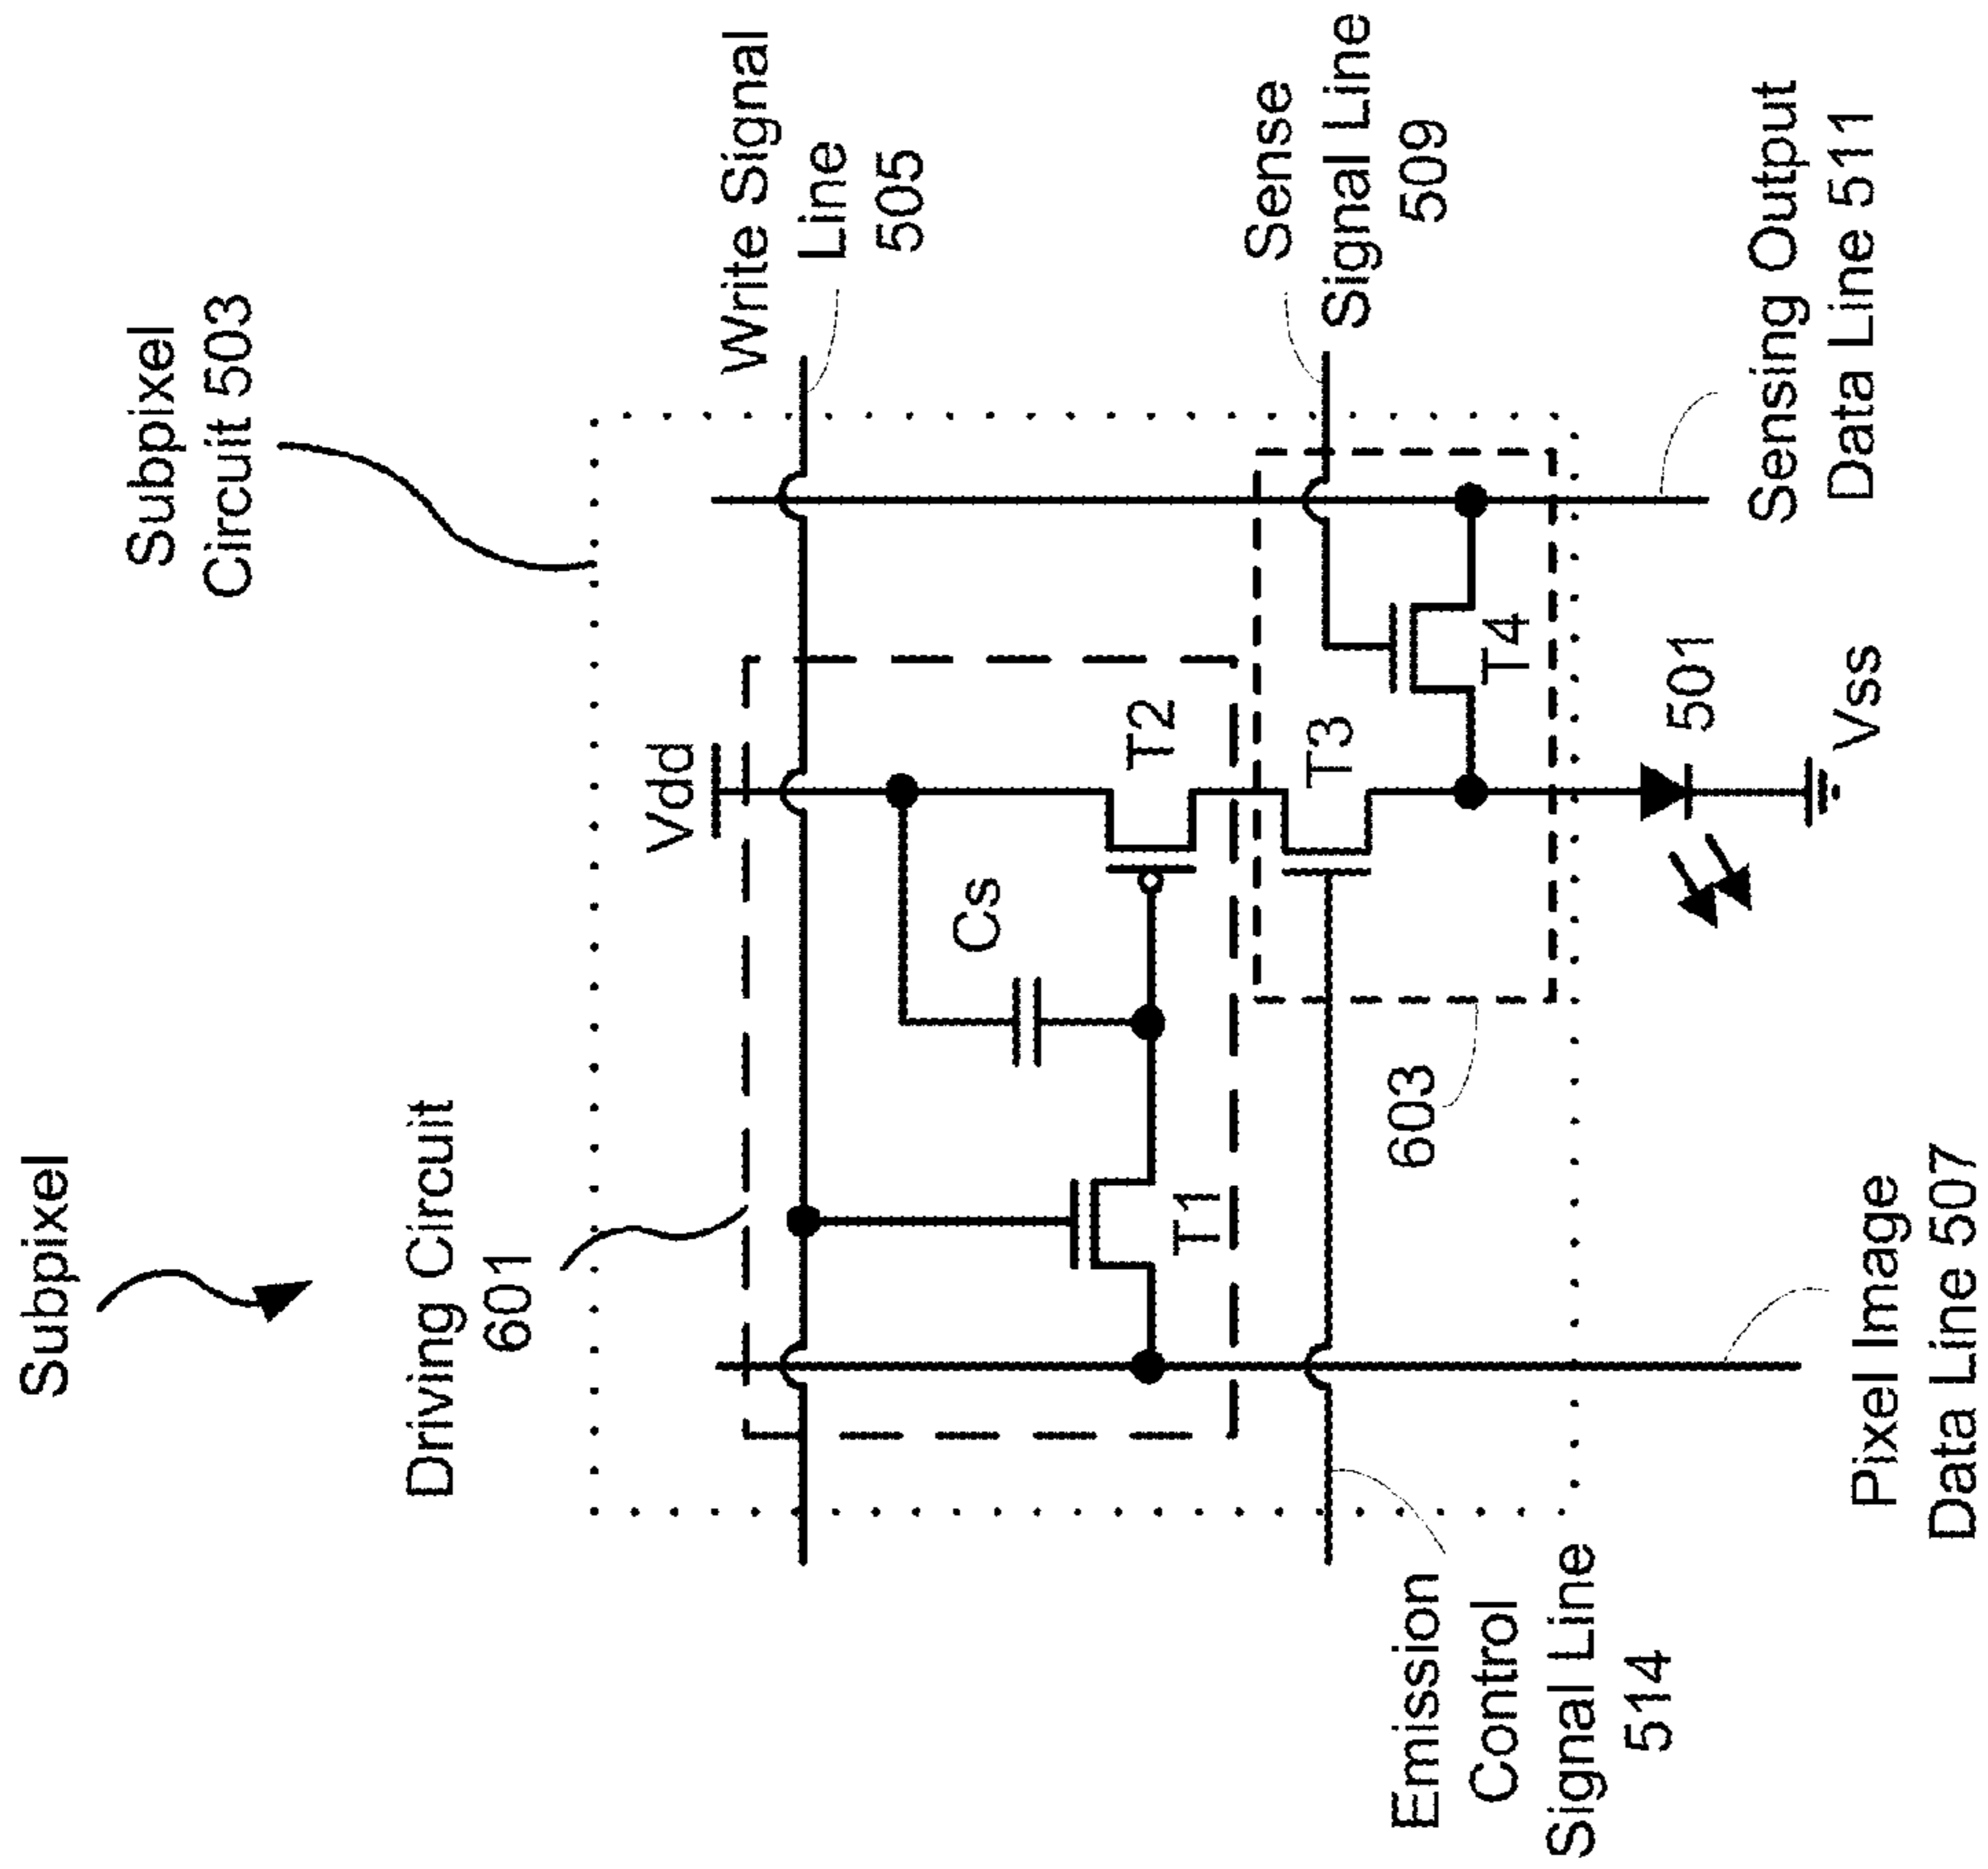 Subpixel
Driving Circuit
601
Subpixel
Circuit 503
Vdd
Write Signal
Line
505
Cs
T2
T1
T3
T4
603
Sense
Signal Line
509
501
Vss
Emission
Control
Signal Line
514
Pixel Image
Data Line 507
Sensing Output
Data Line 511